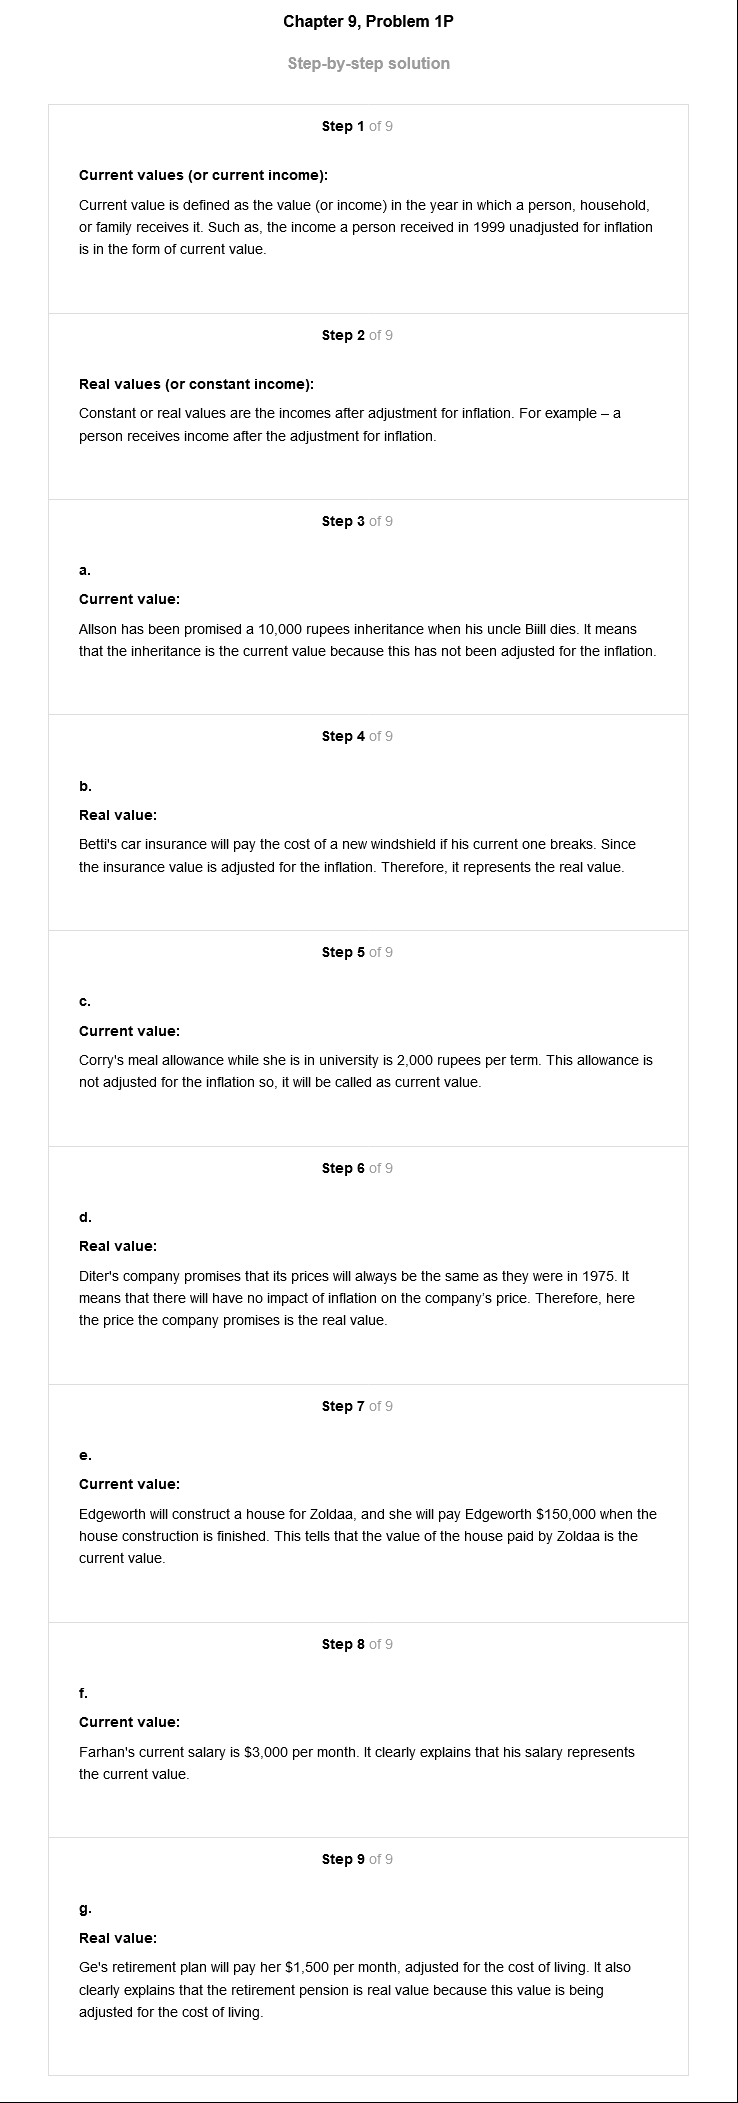 Chapter 9, Problem 1P
Step-by-step solution
Step 1 of 9
Current values (or current income):
Current value is defined as the value (or income) in the year in which a person, household,
or family receives it. Such as, the income a person received in 1999 unadjusted for inflation
is in the form of current value.
Step 2 of 9
Real values (or constant income):
Constant or real values are the incomes after adjustment for inflation. For example – a
person receives income after the adjustment for inflation.
Step 3 of 9
a.
Current value:
Allson has been promised a 10,000 rupees inheritance when his uncle Biill dies. It means
that the inheritance is the current value because this has not been adjusted for the inflation.
Step 4 of 9
b.
Real value:
Betti's car insurance will pay the cost of a new windshield if his current one breaks. Since
the insurance value is adjusted for the inflation. Therefore, it represents the real value.
Step 5 of 9
c.
Current value:
Corry's meal allowance while she is in university is 2,000 rupees per term. This allowance is
not adjusted for the inflation so, it will be called as current value.
Step 6 of 9
d.
Real value:
Diter's company promises that its prices will always be the same as they were in 1975. It
means that there will have no impact of inflation on the company's price. Therefore, here
the price the company promises is the real value.
Step 7 of 9
e.
Current value:
Edgeworth will construct a house for Zoldaa, and she will pay Edgeworth $150,000 when the
house construction is finished. This tells that the value of the house paid by Zoldaa is the
current value.
Step 8 of 9
f.
Current value:
Farhan's current salary is $3,000 per month. It clearly explains that his salary represents
the current value.
Step 9 of 9
g.
Real value:
Ge's retirement plan will pay her $1,500 per month, adjusted for the cost of living. It also
clearly explains that the retirement pension is real value because this value is being
adjusted for the cost of living.